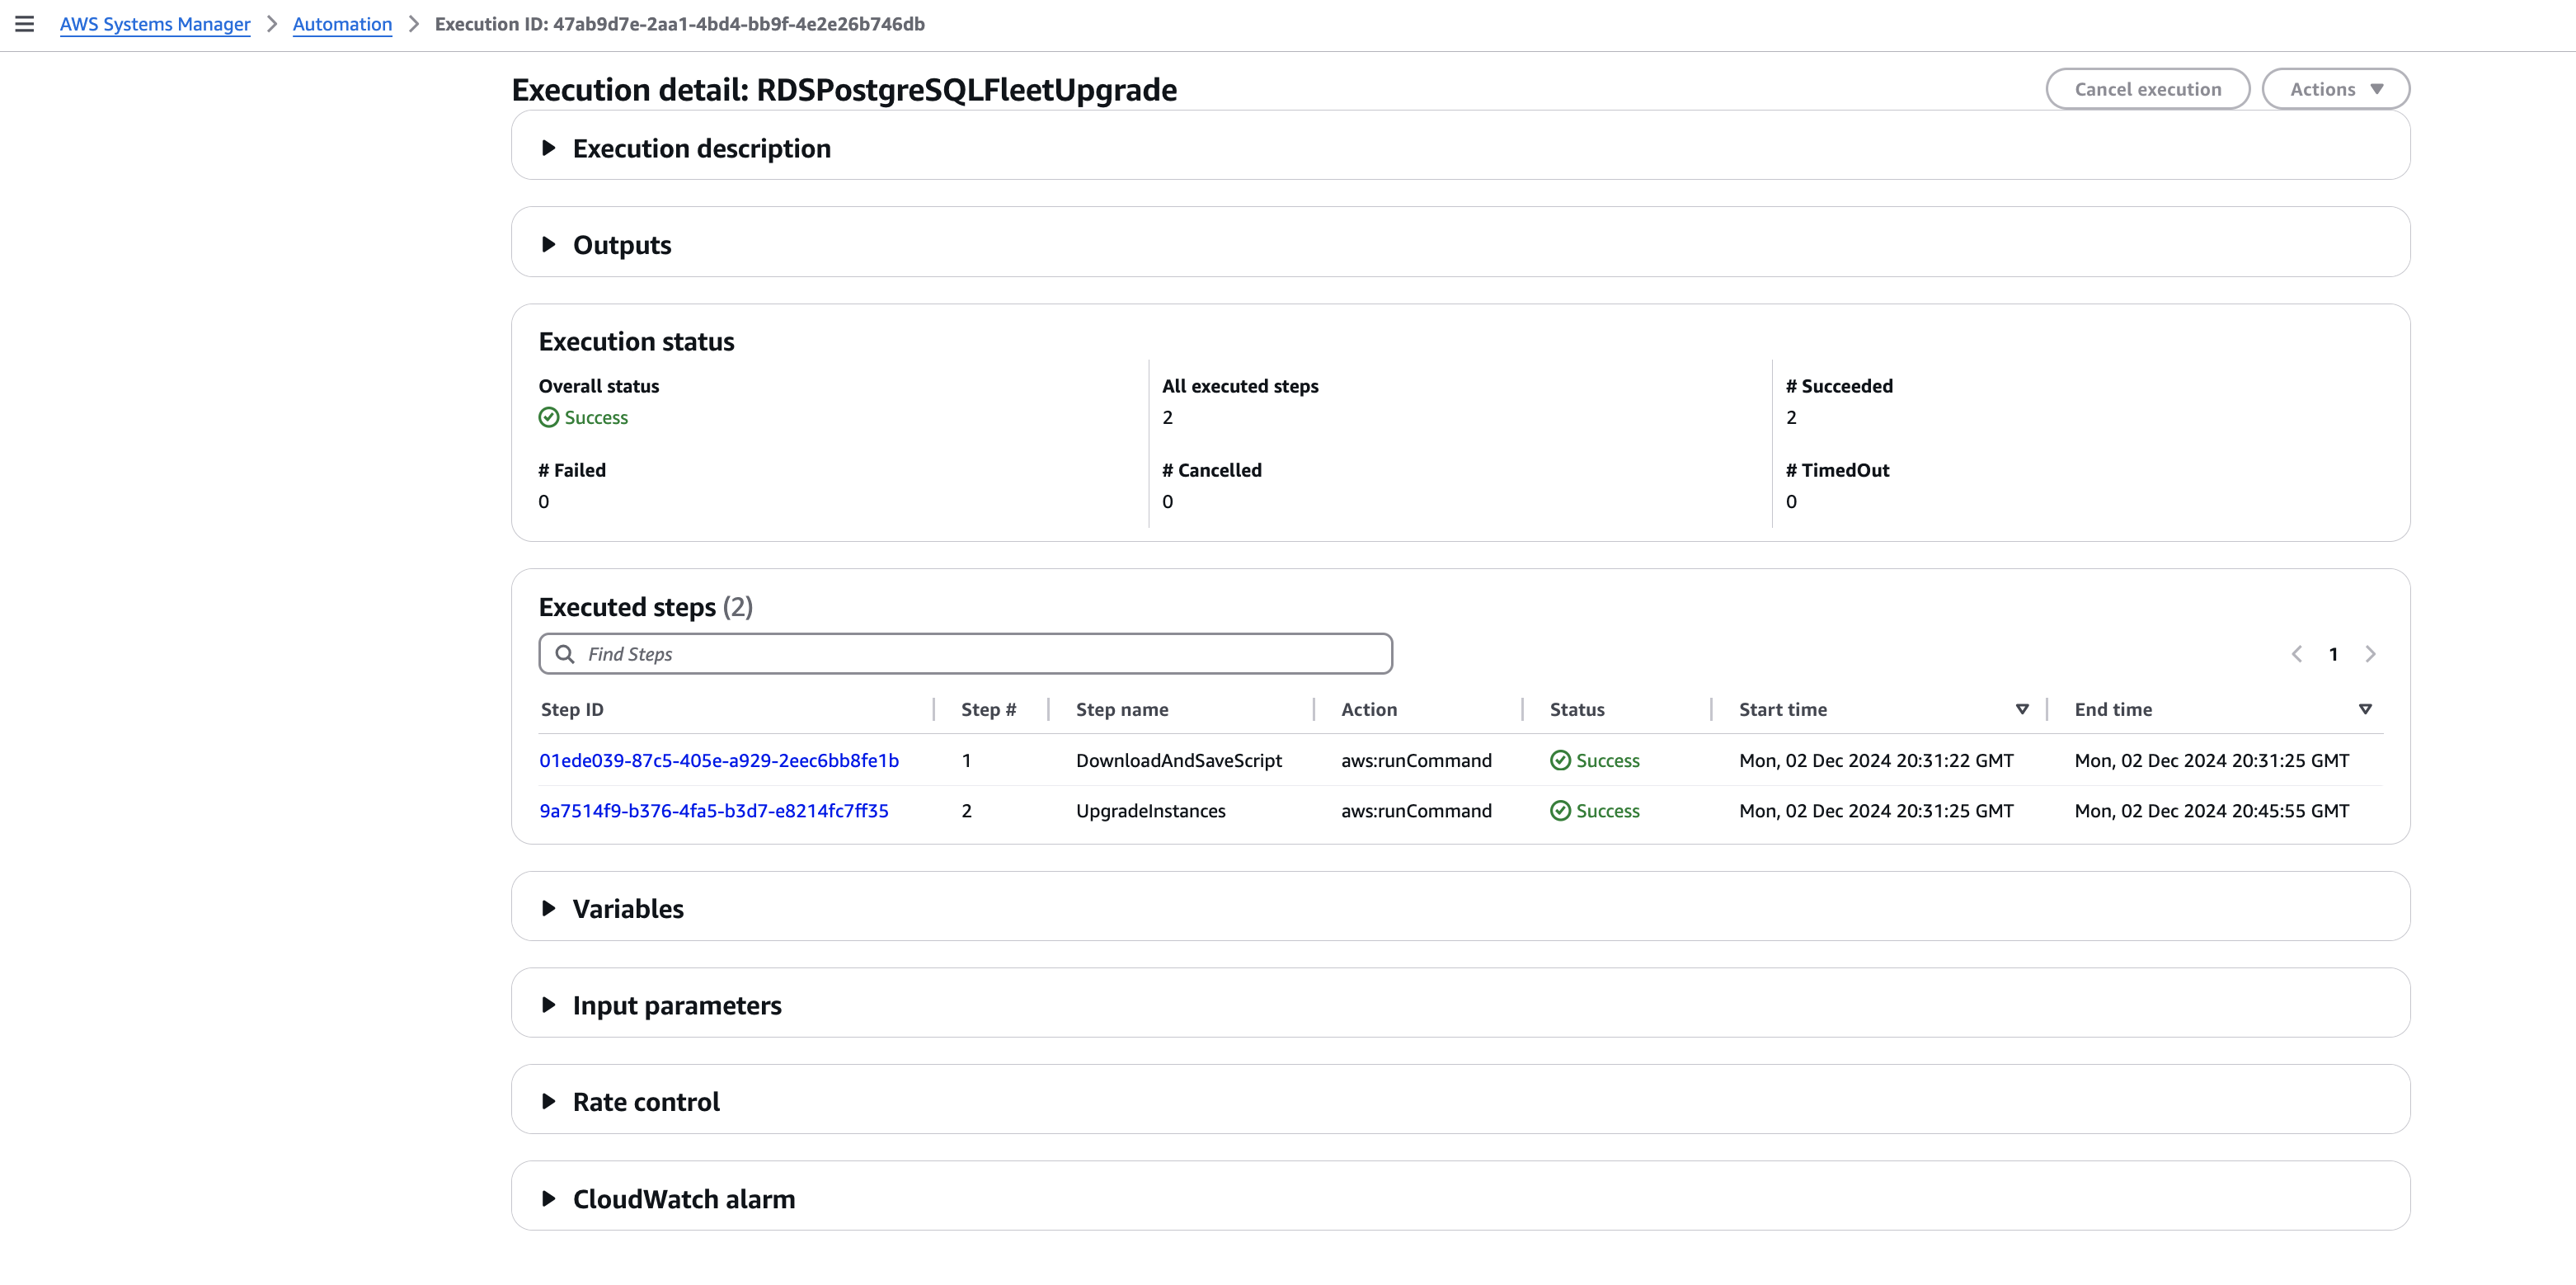 AWS Systems Manager > Automation > Execution ID: 47ab9d7e-2aa1-4bd4-bb9f-4e2e26b746db
Execution detail: RDSPostgreSQLFleetUpgrade
Cancel execution
Actions
Execution description
Outputs
Execution status
Overall status
Success
All executed steps
2
# Succeeded
2
# Failed
0
# Cancelled
0
# TimedOut
0
Executed steps (2)
Find Steps
1
Step ID Step # Step name Action Status Start time End time
01ede039-87c5-405e-a929-2eec6bb8fe1b 1 DownloadAndSaveScript aws:runCommand Success Mon, 02 Dec 2024 20:31:22 GMT Mon, 02 Dec 2024 20:31:25 GMT
9a7514f9-b376-4fa5-b3d7-e8214fc7ff35 2 UpgradeInstances aws:runCommand Success Mon, 02 Dec 2024 20:31:25 GMT Mon, 02 Dec 2024 20:45:55 GMT
Variables
Input parameters
Rate control
CloudWatch alarm